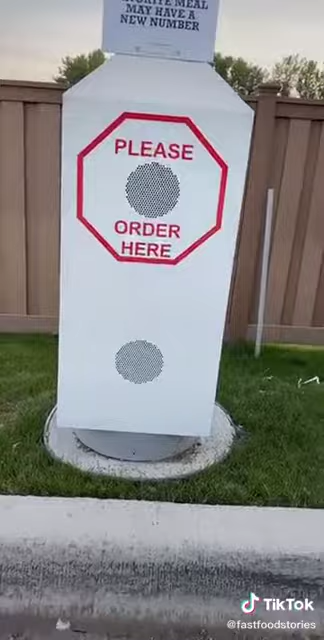 MEAL
MAY HAVE A
NEW NUMBER
PLEASE
ORDER
HERE
TikTok
@fastfoodstories